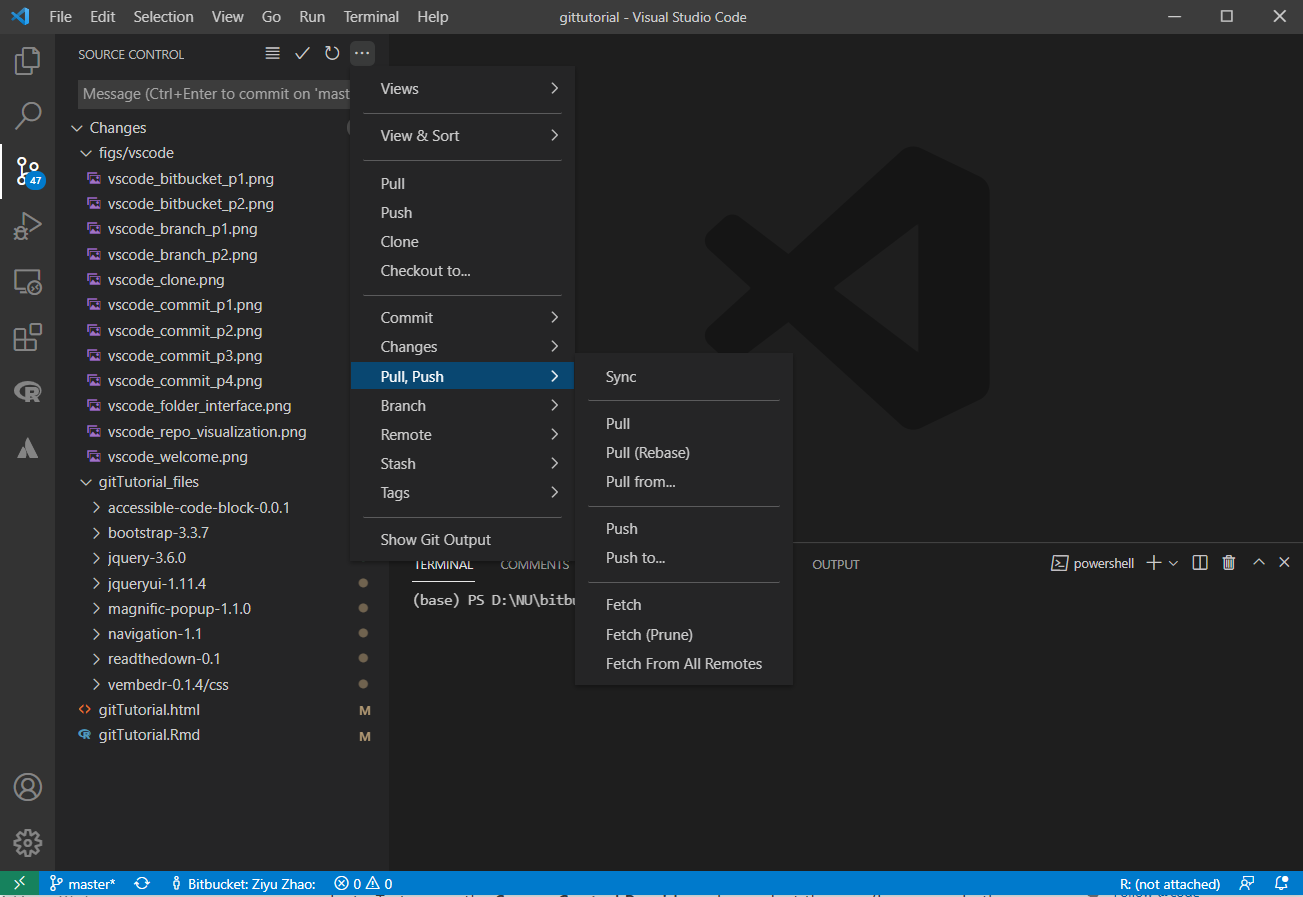 File Edit Selection View Go Run Terminal Help gittutorial - Visual Studio Code
SOURCE CONTROL
Message (Ctrl+Enter to commit on 'mast
Changes
figs/vscode
vscode_bitbucket_p1.png
vscode_bitbucket_p2.png
vscode_branch_p1.png
vscode_branch_p2.png
vscode_clone.png
vscode_commit_p1.png
vscode_commit_p2.png
vscode_commit_p3.png
vscode_commit_p4.png
vscode_folder_interface.png
vscode_repo_visualization.png
vscode_welcome.png
gitTutorial_files
accessible-code-block-0.0.1
bootstrap-3.3.7
jquery-3.6.0
jqueryui-1.11.4
magnific-popup-1.1.0
navigation-1.1
readthedown-0.1
vembedr-0.1.4/css
gitTutorial.html M
gitTutorial.Rmd M
47
Views
View & Sort
Pull
Push
Clone
Checkout to...
Commit
Changes
Pull, Push
Branch
Remote
Stash
Tags
Show Git Output
Sync
Pull
Pull (Rebase)
Pull from...
Push
Push to...
Fetch
Fetch (Prune)
Fetch From All Remotes
TERMINAL COMMENTS OUTPUT powershell
(base) PS D:\NU\bitbu
master* Bitbucket: Ziyu Zhao: 0 0 R: (not attached)